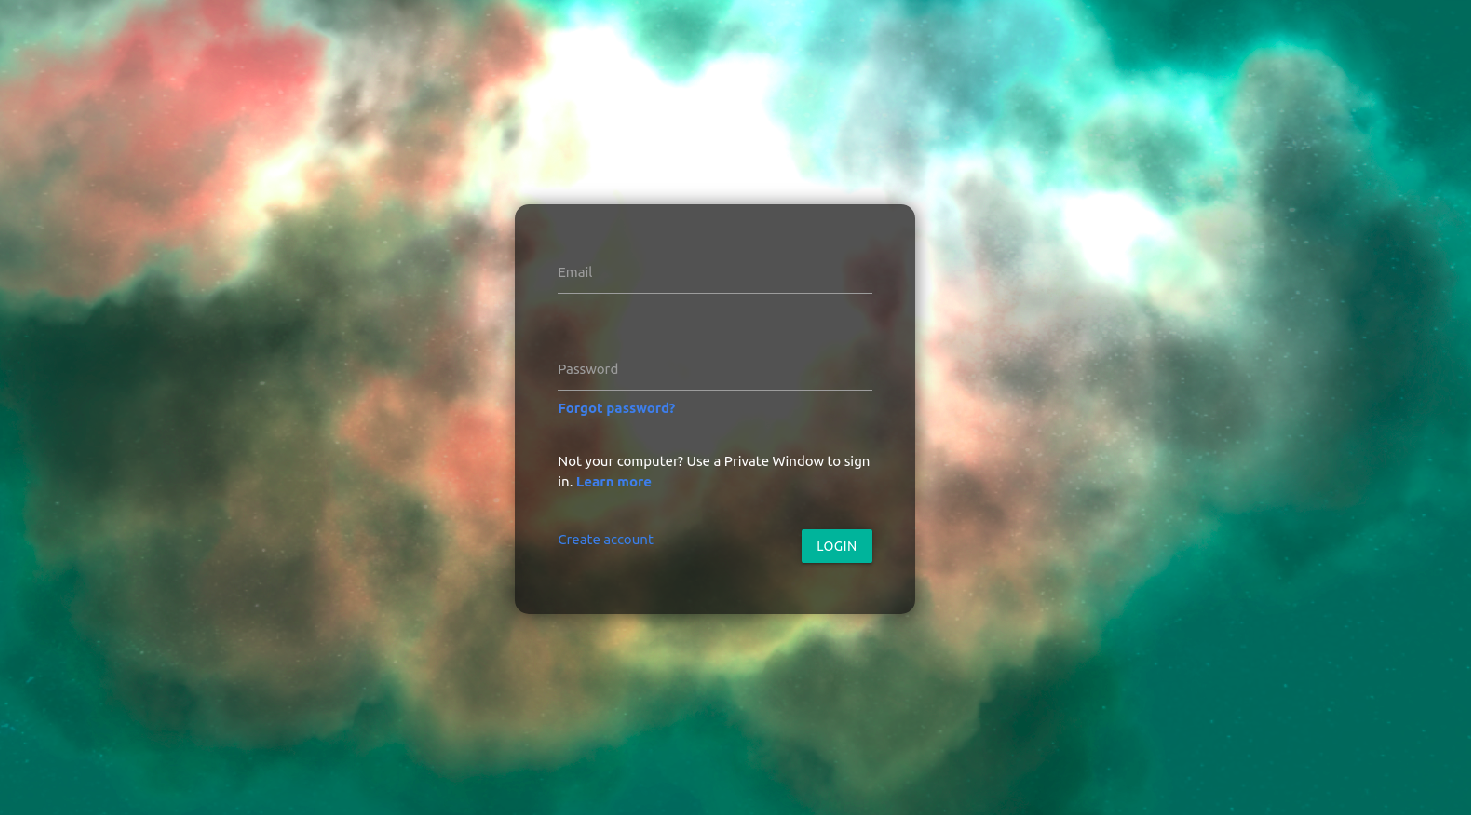 Email
Password
Forgot password?
Not your computer? Use a Private Window to sign
in. Learn more
Create account
LOGIN